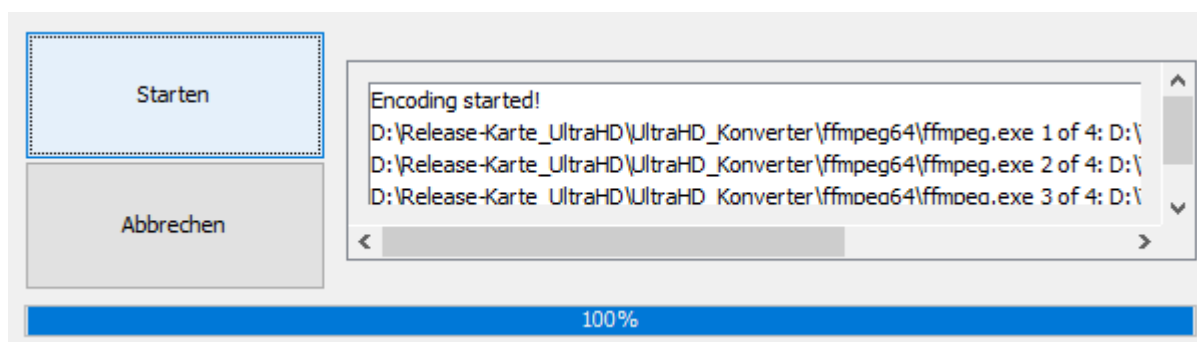 Starten
Abbrechen
Encoding started!
D:\Release-Karte_UltraHD\UltraHD_Konverter\ffmpeg64\ffmpeg.exe 1 of 4: D:\
D:\Release-Karte_UltraHD\UltraHD_Konverter\ffmpeg64\ffmpeg.exe 2 of 4: D:\
D:\Release-Karte_UltraHD\UltraHD_Konverter\ffmpeg64\ffmpeg.exe 3 of 4: D:\
100%